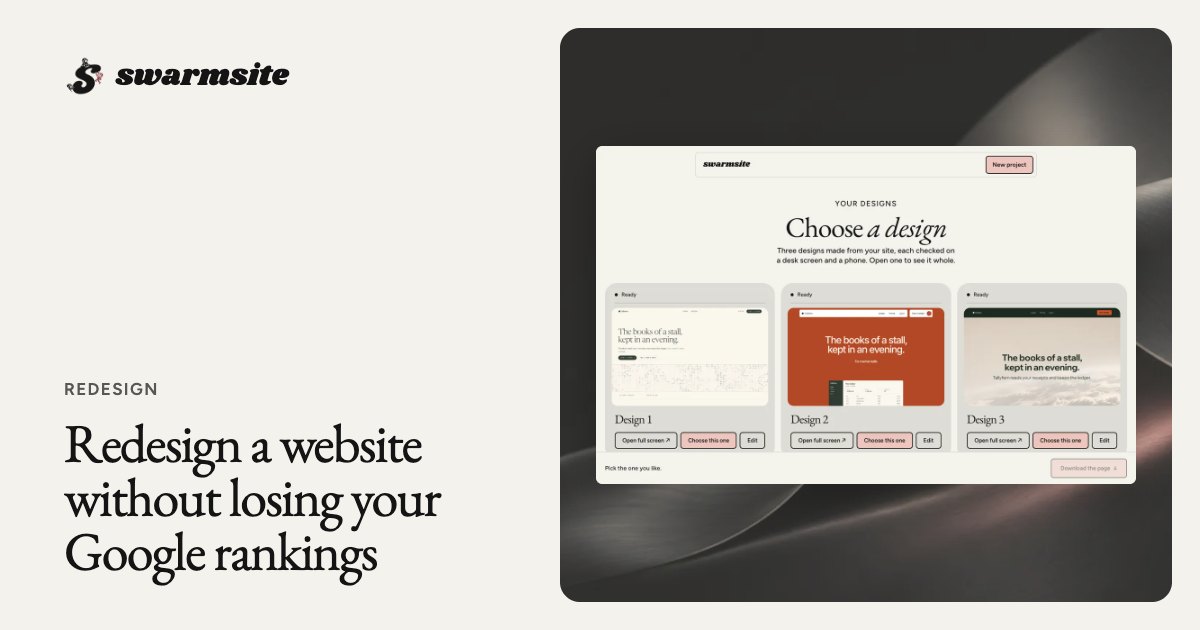 swarmsite
REDESIGN
Redesign a website
without losing your
Google rankings
swarmsite
New project
YOUR DESIGNS
Choose a design
Three designs made from your site, each checked on
a desk screen and a phone. Open one to see it whole.
Ready
The books of a stall,
kept in an evening.
Design 1
Open full screen ↗
Choose this one
Edit
Ready
The books of a stall,
kept in an evening.
Design 2
Open full screen ↗
Choose this one
Edit
Ready
The books of a stall,
kept in an evening.
Design 3
Open full screen ↗
Choose this one
Edit
Pick the one you like.
Download the page ↓